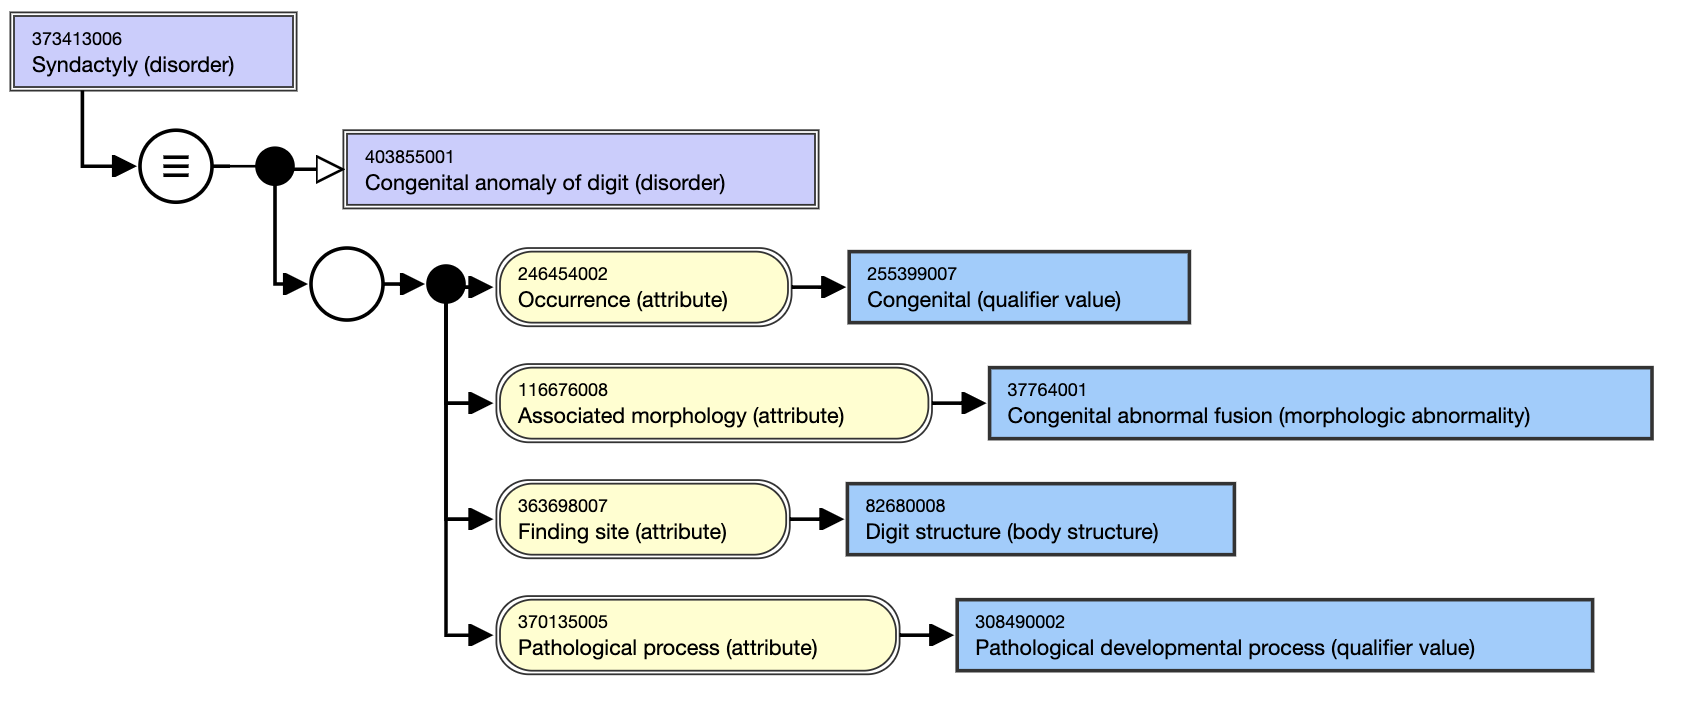 373413006
Syndactyly (disorder)
≡
403855001
Congenital anomaly of digit (disorder)
246454002
Occurrence (attribute)
255399007
Congenital (qualifier value)
116676008
Associated morphology (attribute)
37764001
Congenital abnormal fusion (morphologic abnormality)
363698007
Finding site (attribute)
82680008
Digit structure (body structure)
370135005
Pathological process (attribute)
308490002
Pathological developmental process (qualifier value)